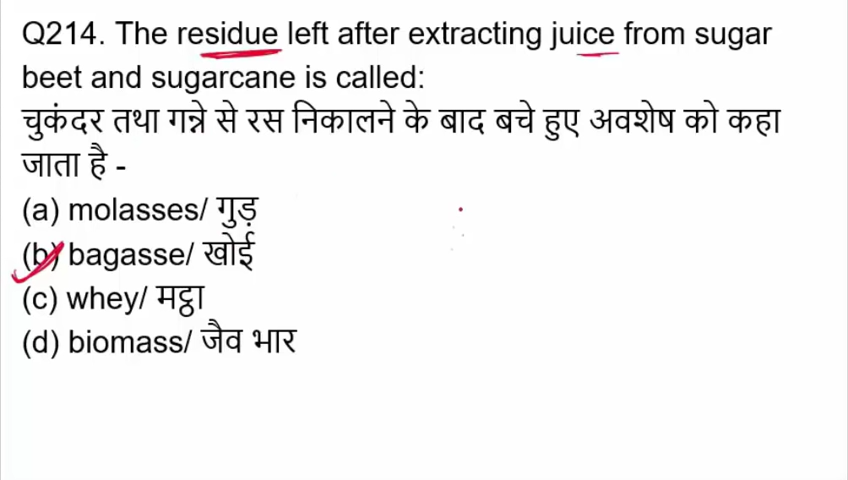 Q214. The residue left after extracting juice from sugar
beet and sugarcane is called:
चुकंदर तथा गन्ने से रस निकालने के बाद बचे हुए अवशेष को कहा
जाता है -
(a) molasses/ गुड़
(b) bagasse/ खोई
(c) whey/ मट्ठा
(d) biomass/ जैव भार